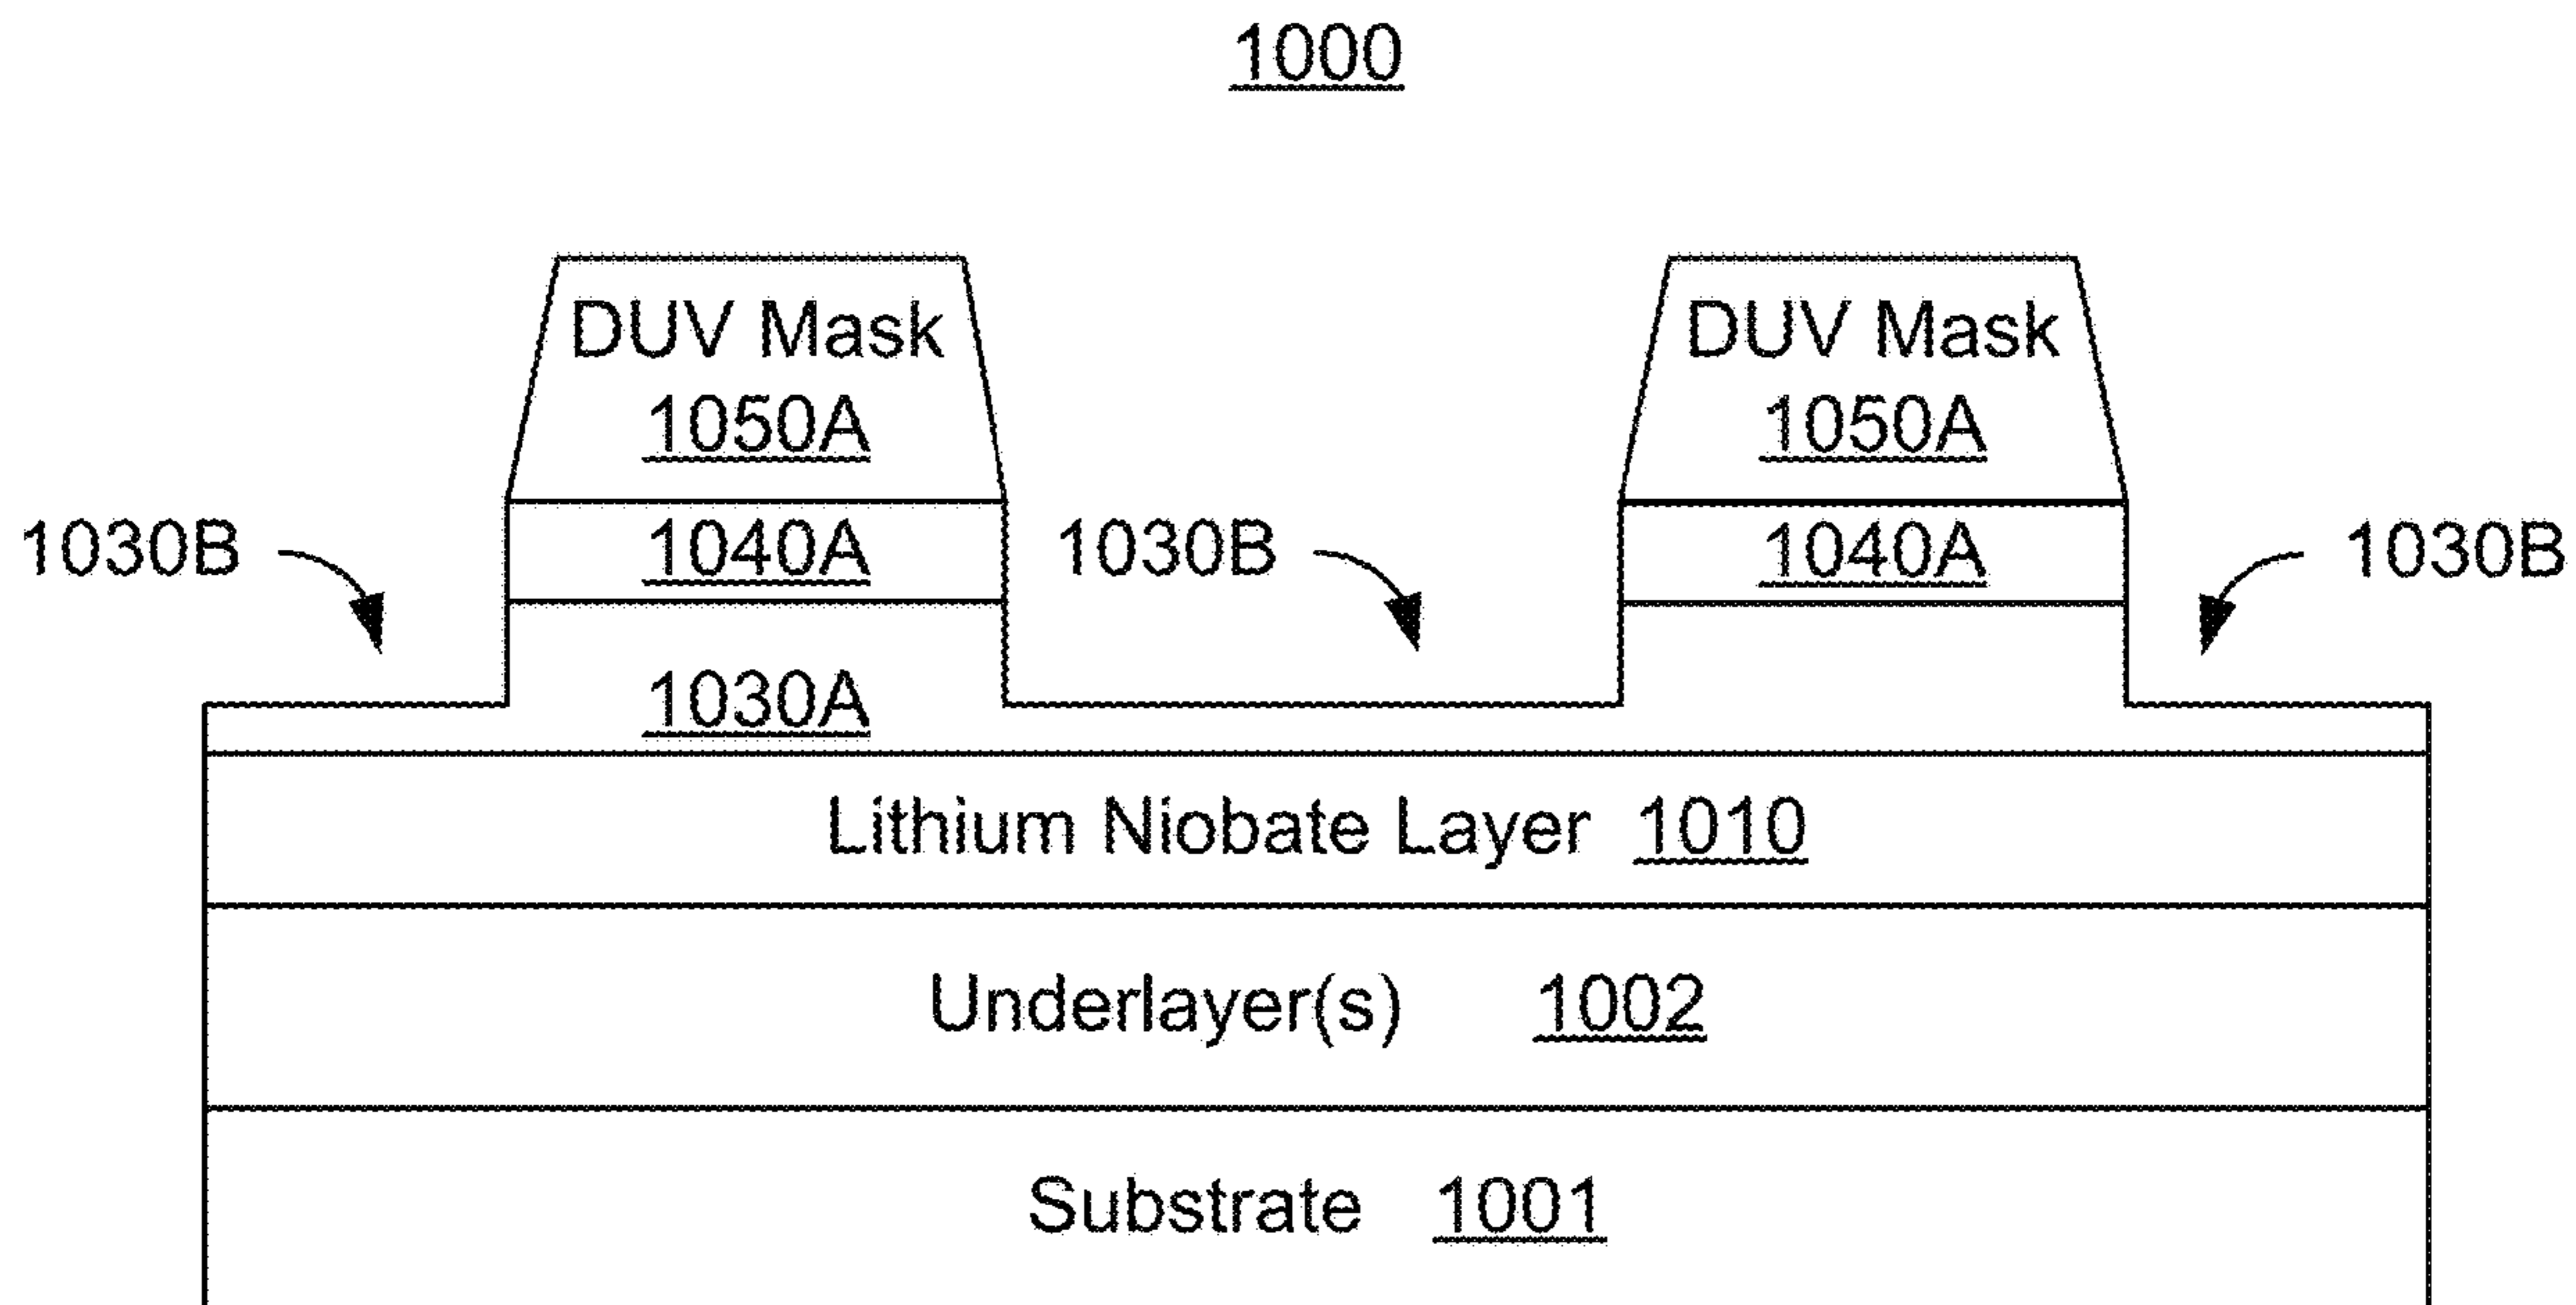 1000
DUV Mask
1050A
DUV Mask
1050A
1030B
1040A
1030B
1040A
1030B
1030A
Lithium Niobate Layer 1010
Underlayer(s) 1002
Substrate 1001